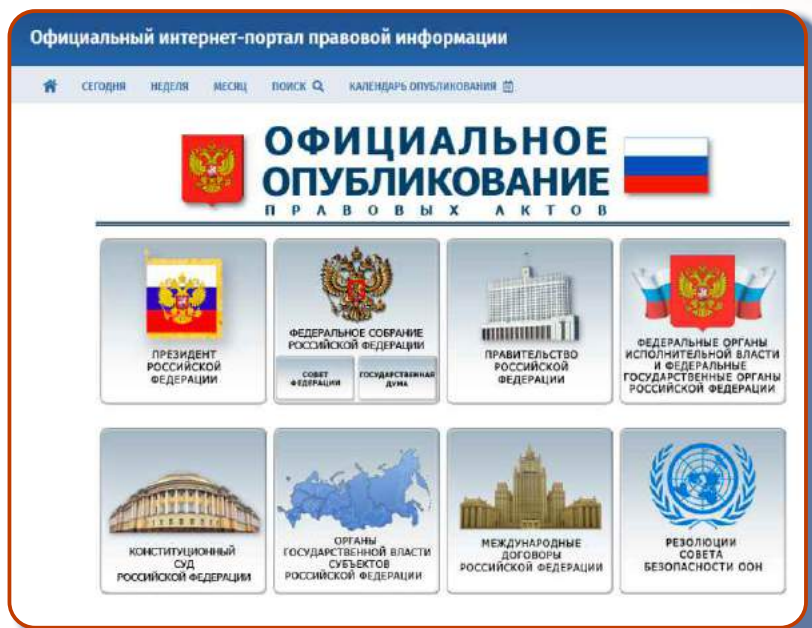 Официальный интернет-портал правовой информации
СЕГОДНЯ НЕДЕЛЯ МЕСЯЦ ПОИСК КАЛЕНДАРЬ ОПУБЛИКОВАНИЯ
ОФИЦИАЛЬНОЕ
ОПУБЛИКОВАНИЕ
ПРАВОВЫХ АКТОВ
ПРЕЗИДЕНТ
РОССИЙСКОЙ
ФЕДЕРАЦИИ
ФЕДЕРАЛЬНОЕ СОБРАНИЕ
РОССИЙСКОЙ ФЕДЕРАЦИИ
СОВЕТ
ФЕДЕРАЦИИ
ГОСУДАРСТВЕННАЯ
ДУМА
ПРАВИТЕЛЬСТВО
РОССИЙСКОЙ
ФЕДЕРАЦИИ
ФЕДЕРАЛЬНЫЕ ОРГАНЫ
ИСПОЛНИТЕЛЬНОЙ ВЛАСТИ
И ФЕДЕРАЛЬНЫЕ
ГОСУДАРСТВЕННЫЕ ОРГАНЫ
РОССИЙСКОЙ ФЕДЕРАЦИИ
КОНСТИТУЦИОННЫЙ
СУД
РОССИЙСКОЙ ФЕДЕРАЦИИ
ОРГАНЫ
ГОСУДАРСТВЕННОЙ ВЛАСТИ
СУБЪЕКТОВ
РОССИЙСКОЙ ФЕДЕРАЦИИ
МЕЖДУНАРОДНЫЕ
ДОГОВОРЫ
РОССИЙСКОЙ ФЕДЕРАЦИИ
РЕЗОЛЮЦИИ
СОВЕТА
БЕЗОПАСНОСТИ ООН